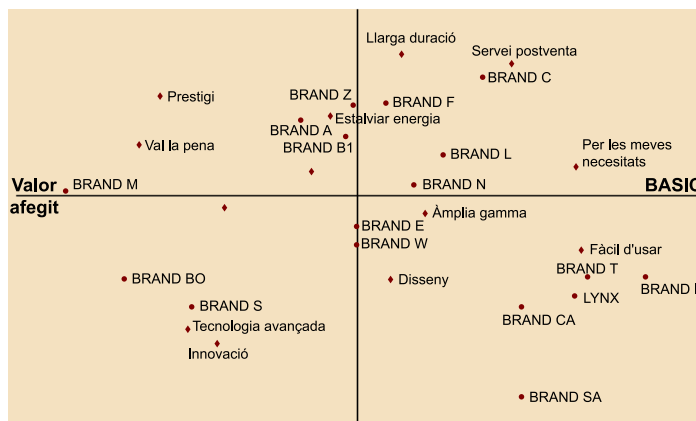 Llarga duració
Servei postventa
BRAND C
Prestigi
BRAND Z
BRAND F
Estalviar energia
BRAND A
BRAND B1
Val la pena
BRAND L
Per les meves
necesitats
Valor
afegit
BRAND M
BRAND N
BASIC
Àmplia gamma
BRAND E
BRAND W
Fàcil d'usar
BRAND BO
Disseny
BRAND T
BRAND
BRAND S
LYNX
BRAND CA
Tecnologia avançada
Innovació
BRAND SA